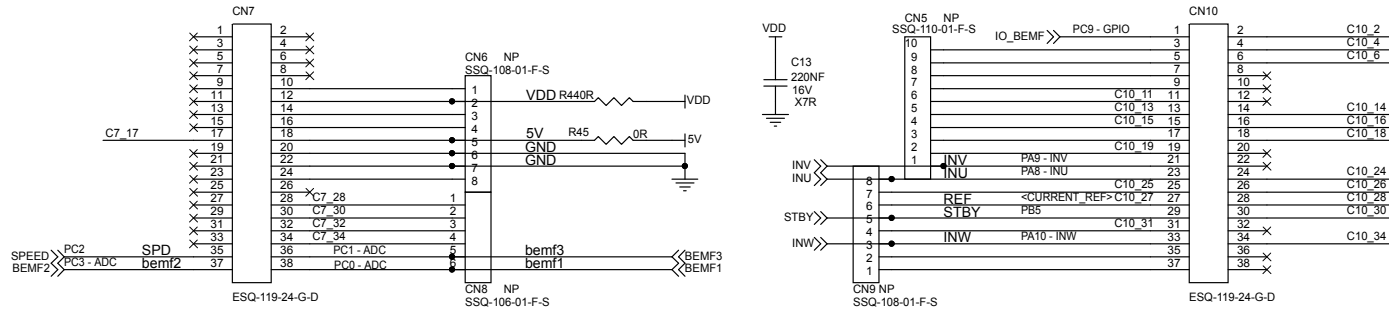 CN7
1 2
3 4
5 6
7 8
9 10
11 12
13 14
15 16
C7_17 17 18
19 20
21 22
23 24
25 26
27 28 C7_28
29 30 C7_30
31 32 C7_32
33 34 C7_34
SPEED PC2 SPD 35 36 PC1 - ADC
BEMF2 PC3 - ADC bemf2 37 38 PC0 - ADC
ESQ-119-24-G-D
CN6 NP
SSQ-108-01-F-S
1
2 VDD R44 0R VDD
3
4
5 5V R45 0R 5V
6 GND
7 GND
8
1
2
3
4
5 bemf3 BEMF3
6 bemf1 BEMF1
CN8 NP
SSQ-106-01-F-S
VDD
C13
220NF
16V
X7R
CN5 NP
SSQ-110-01-F-S
10
9
8
7
6
5
4
3
2
1
INV INV PA9 - INV
INU INU PA8 - INU
8
7
6 REF <CURRENT_REF>
STBY 5 STBY PB5
4
INW 3 INW PA10 - INW
2
1
CN9 NP
SSQ-108-01-F-S
CN10
IO_BEMF PC9 - GPIO 1 2 C10_2
3 4 C10_4
5 6 C10_6
7 8
9 10
C10_11 11 12
C10_13 13 14 C10_14
C10_15 15 16 C10_16
17 18 C10_18
C10_19 19 20
21 22
23 24 C10_24
C10_25 25 26 C10_26
C10_27 27 28 C10_28
29 30 C10_30
C10_31 31 32
33 34 C10_34
35 36
37 38
ESQ-119-24-G-D